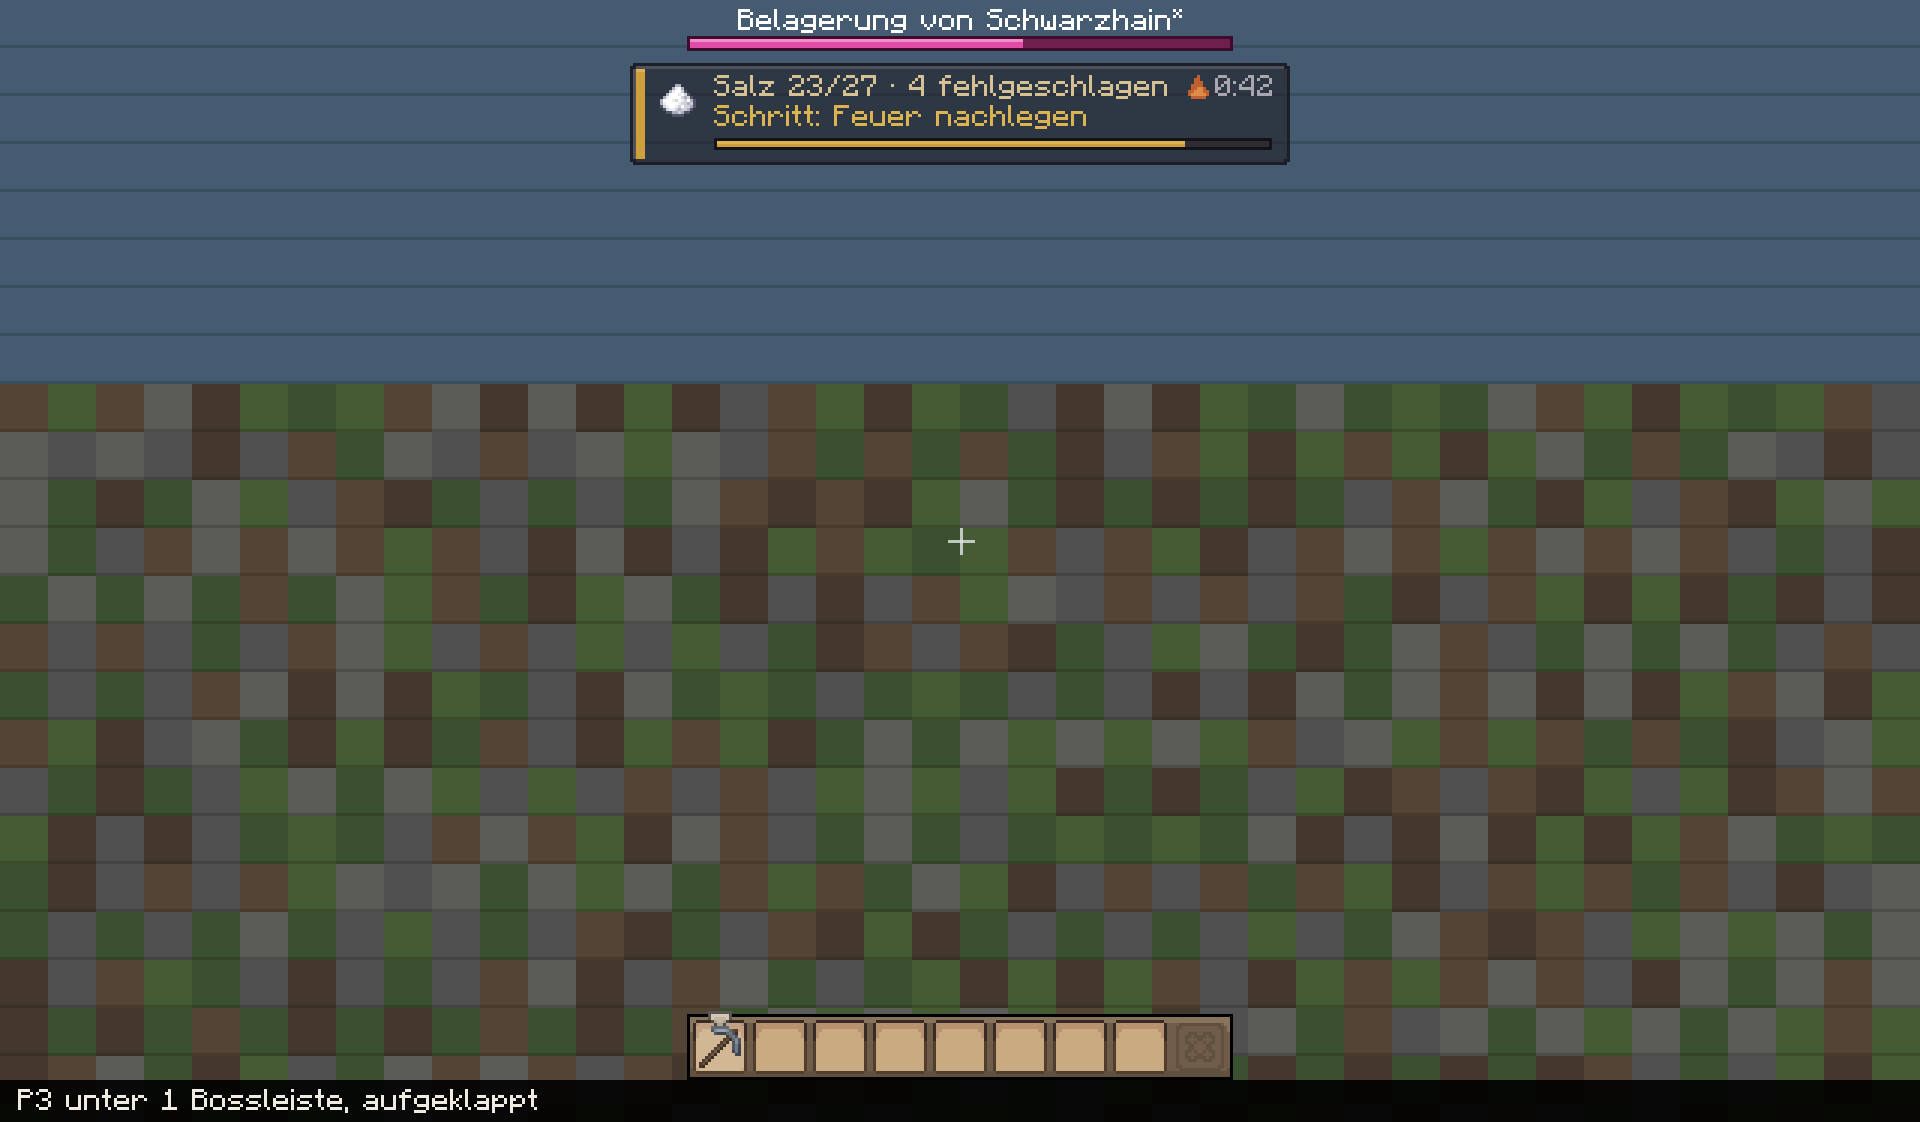 Belagerung von Schwarzhain*
Salz 23/27 · 4 fehlgeschlagen 0:42
Schritt: Feuer nachlegen
P3 unter 1 Bossleiste, aufgeklappt